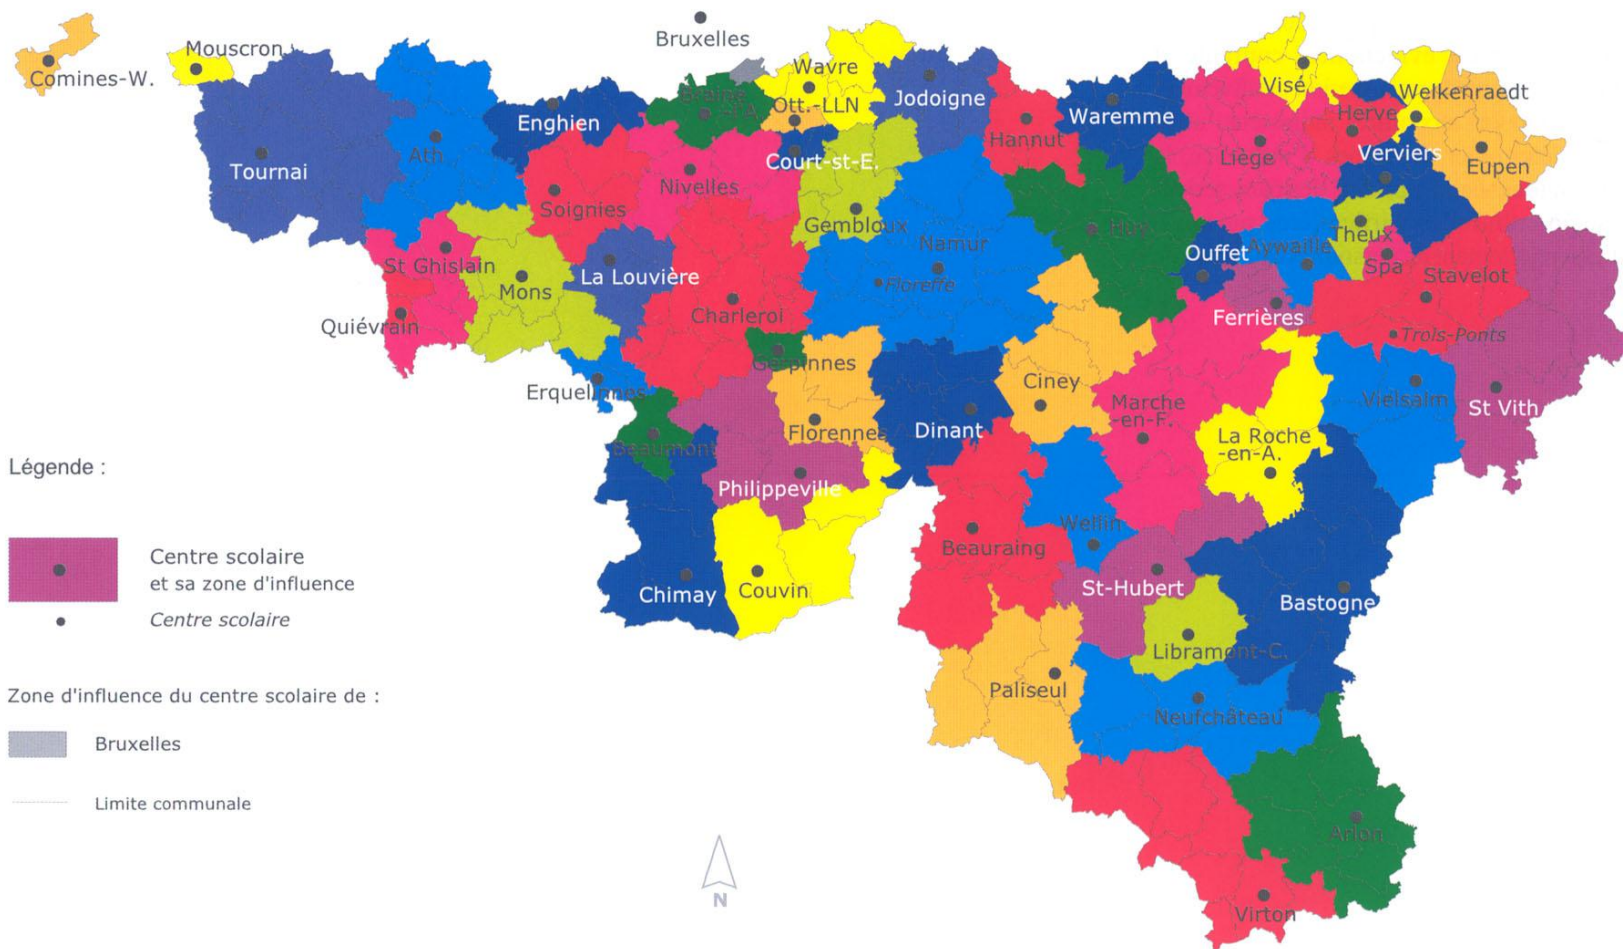 Bruxelles
Mouscron
Comines-W.
Wavre
Visé
Braine
-l'A.
Ott.-LLN
Jodoigne
Welkenraedt
Enghien
Waremme
Herve
Hannut
Ath
Court-st-E.
Liège
Verviers
Eupen
Tournai
Nivelles
Soignies
Gembloux
Huy
Theux
Namur
Aywaille
Ouffet
St Ghislain
La Louvière
Spa
Stavelot
Mons
Floreffe
Quiévrain
Charleroi
Ferrières
Trois-Ponts
Gerpinnes
Erquelinnes
Ciney
Vielsalm
Marche
-en-F.
St Vith
Florennes
Dinant
La Roche
-en-A.
Beaumont
Philippeville
Wellin
Beauraing
Chimay
Couvin
St-Hubert
Bastogne
Libramont-C.
Paliseul
Neufchâteau
Arlon
Virton
Légende :
Centre scolaire
et sa zone d'influence
Centre scolaire
Zone d'influence du centre scolaire de :
Bruxelles
Limite communale
N